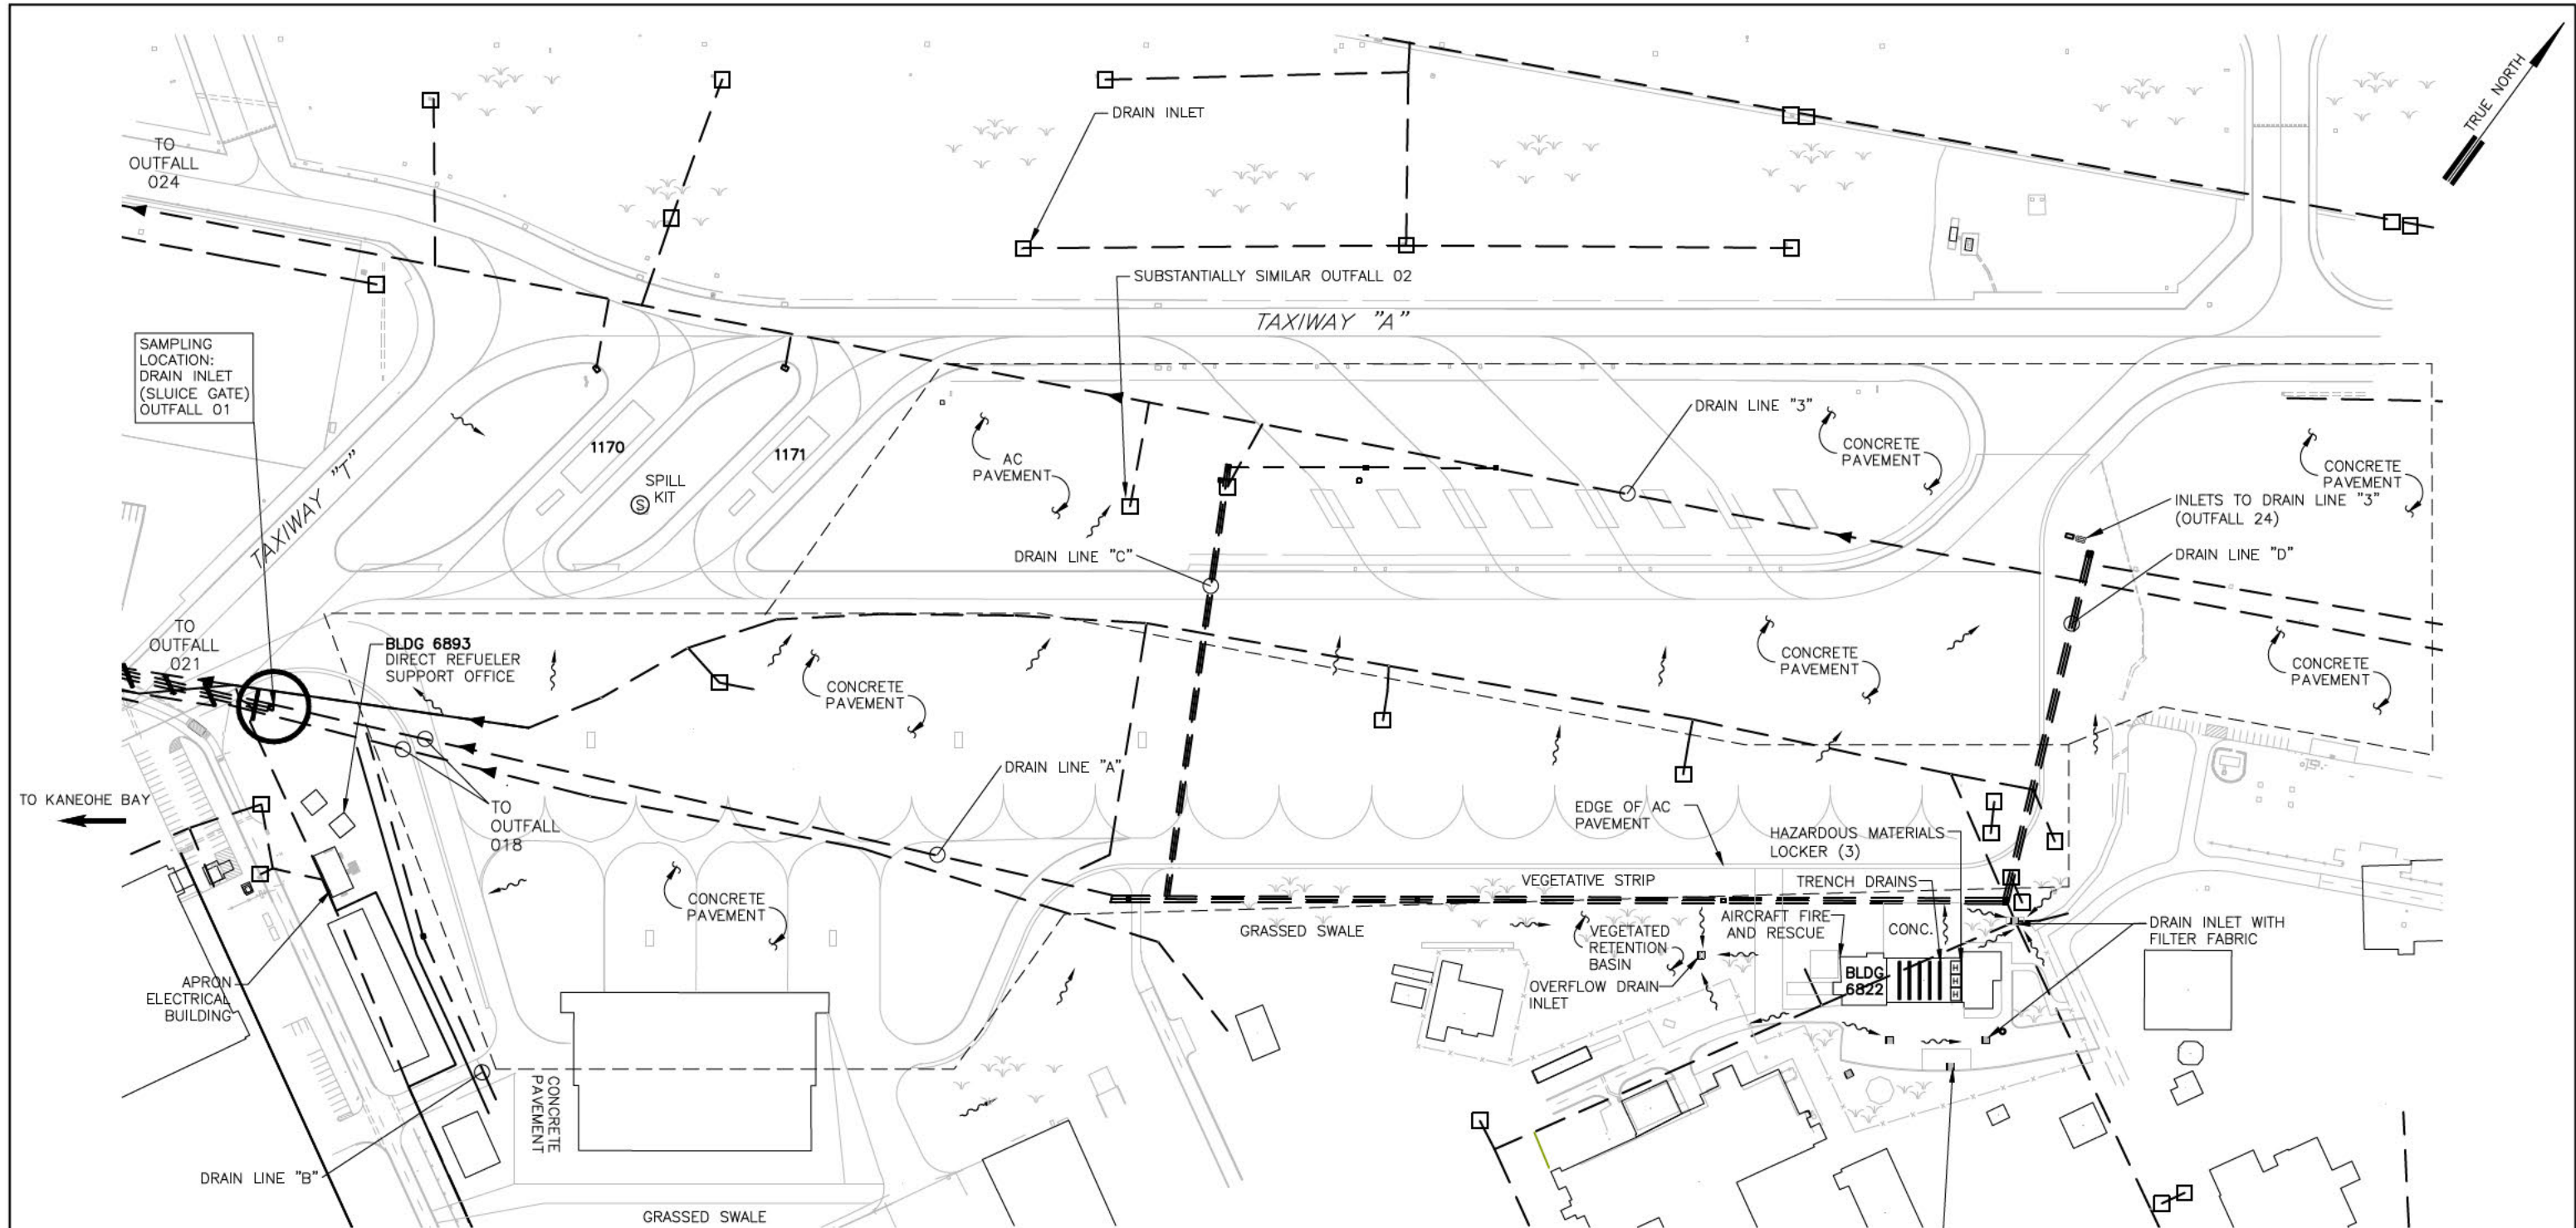 TRUE NORTH
TO
OUTFALL
024
DRAIN INLET
SUBSTANTIALLY SIMILAR OUTFALL 02
TAXIWAY "A"
SAMPLING
LOCATION:
DRAIN INLET
(SLUICE GATE)
OUTFALL 01
1170
1171
SPILL
KIT
S
AC
PAVEMENT
DRAIN LINE "3"
CONCRETE
PAVEMENT
CONCRETE
PAVEMENT
INLETS TO DRAIN LINE "3"
(OUTFALL 24)
TAXIWAY "T"
DRAIN LINE "C"
DRAIN LINE "D"
TO
OUTFALL
021
BLDG 6893
DIRECT REFUELER
SUPPORT OFFICE
CONCRETE
PAVEMENT
CONCRETE
PAVEMENT
CONCRETE
PAVEMENT
TO KANEOHE BAY
TO
OUTFALL
018
DRAIN LINE "A"
EDGE OF AC
PAVEMENT
HAZARDOUS MATERIALS
LOCKER (3)
VEGETATIVE STRIP
TRENCH DRAINS
CONCRETE
PAVEMENT
GRASSED SWALE
VEGETATED
RETENTION
BASIN
AIRCRAFT FIRE
AND RESCUE
CONC.
DRAIN INLET WITH
FILTER FABRIC
BLDG
6822
H
H
H
OVERFLOW DRAIN
INLET
APRON
ELECTRICAL
BUILDING
CONCRETE
PAVEMENT
DRAIN LINE "B"
GRASSED SWALE